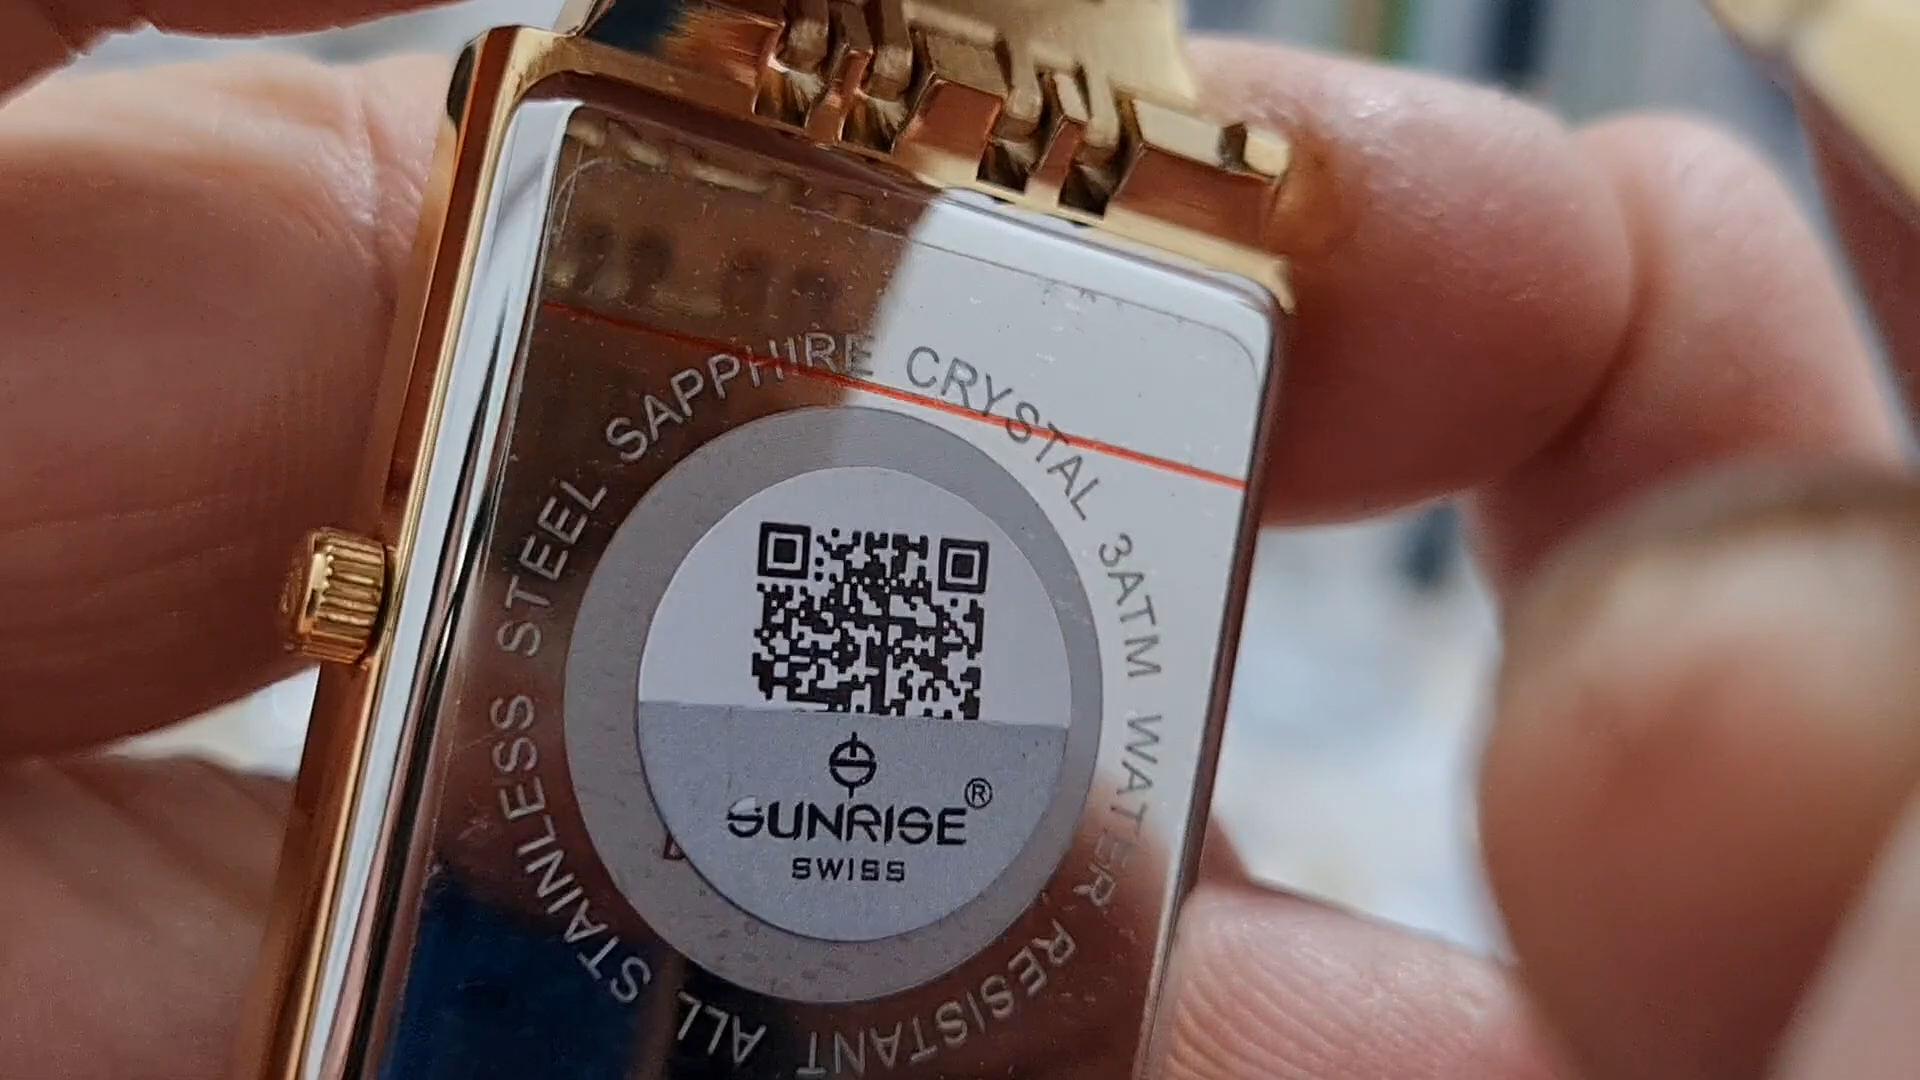 ALL STAINLESS STEEL SAPPHIRE CRYSTAL 3ATM WATER RESISTANT
SUNRISE®
SWISS